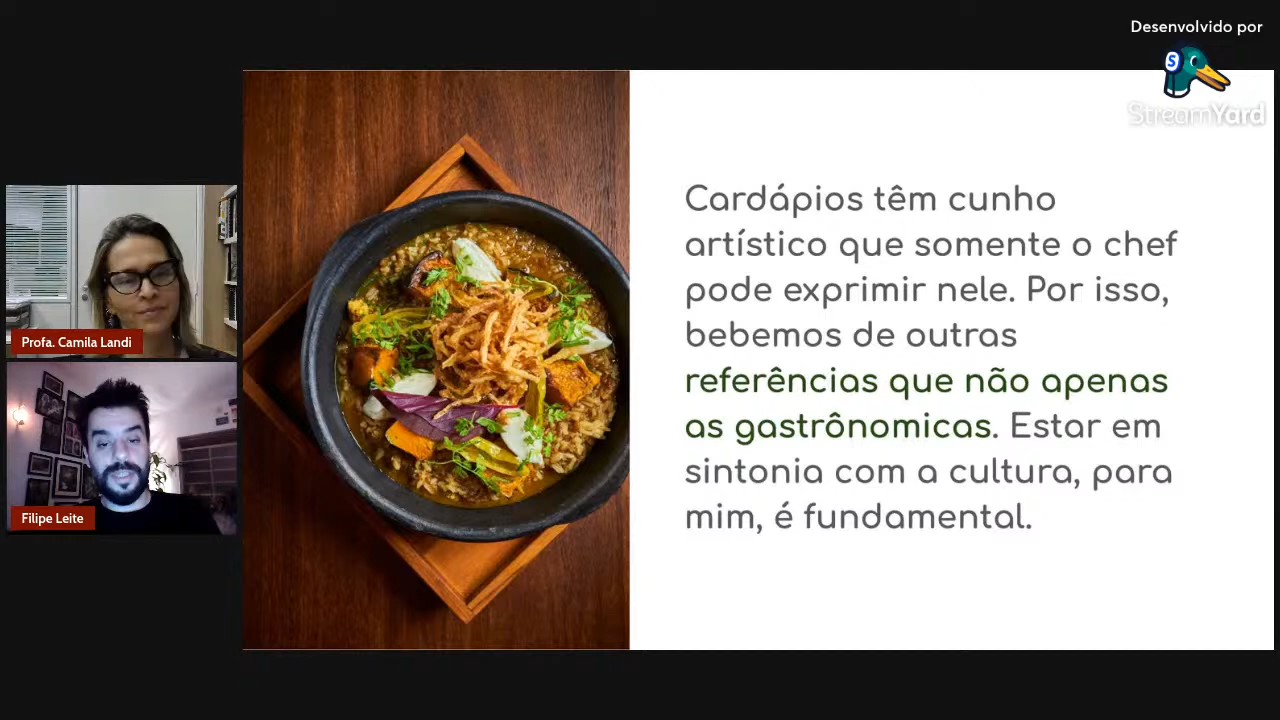 Desenvolvido por
S
StreamYard
Cardápios têm cunho
artístico que somente o chef
pode exprimir nele. Por isso,
bebemos de outras
referências que não apenas
as gastrônomicas. Estar em
sintonia com a cultura, para
mim, é fundamental.
Profa. Camila Landi
Filipe Leite